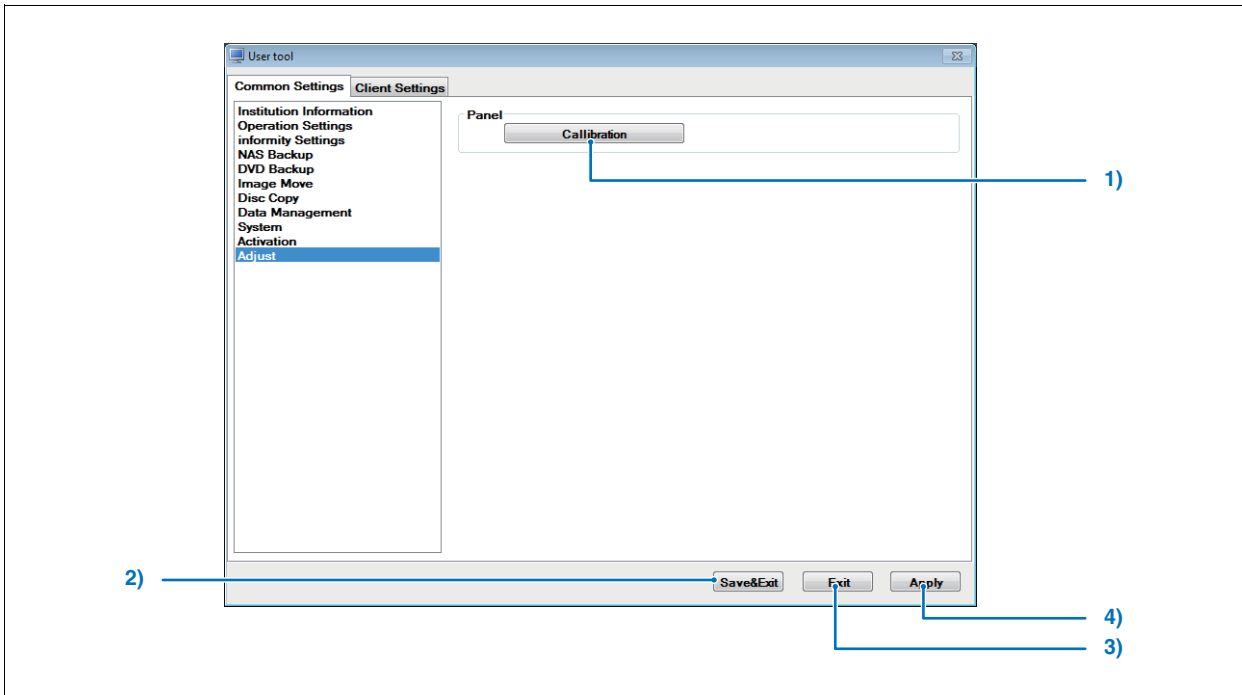 User tool
Common Settings Client Settings
Institution Information
Operation Settings
informity Settings
NAS Backup
DVD Backup
Image Move
Disc Copy
Data Management
System
Activation
Adjust
Panel
Callibration
1)
2)
Save&Exit Exit Apply
4)
3)